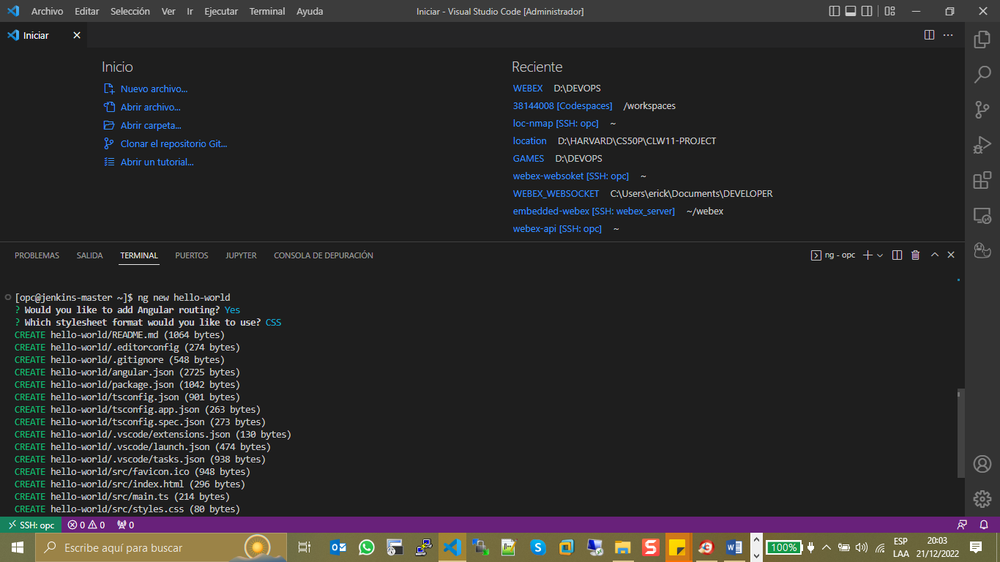 Archivo Editar Selección Ver Ir Ejecutar Terminal Ayuda Iniciar - Visual Studio Code [Administrador]
Iniciar
Inicio
Nuevo archivo...
Abrir archivo...
Abrir carpeta...
Clonar el repositorio Git...
Abrir un tutorial...
Reciente
WEBEX D:\DEVOPS
38144008 [Codespaces] /workspaces
loc-nmap [SSH: opc] ~
location D:\HARVARD\CS50P\CLW11-PROJECT
GAMES D:\DEVOPS
webex-websoket [SSH: opc] ~
WEBEX_WEBSOCKET C:\Users\erick\Documents\DEVELOPER
embedded-webex [SSH: webex_server] ~/webex
webex-api [SSH: opc] ~
PROBLEMAS SALIDA TERMINAL PUERTOS JUPYTER CONSOLA DE DEPURACIÓN ng - opc
[opc@jenkins-master ~]$ ng new hello-world
? Would you like to add Angular routing? Yes
? Which stylesheet format would you like to use? CSS
CREATE hello-world/README.md (1064 bytes)
CREATE hello-world/.editorconfig (274 bytes)
CREATE hello-world/.gitignore (548 bytes)
CREATE hello-world/angular.json (2725 bytes)
CREATE hello-world/package.json (1042 bytes)
CREATE hello-world/tsconfig.json (901 bytes)
CREATE hello-world/tsconfig.app.json (263 bytes)
CREATE hello-world/tsconfig.spec.json (273 bytes)
CREATE hello-world/.vscode/extensions.json (130 bytes)
CREATE hello-world/.vscode/launch.json (474 bytes)
CREATE hello-world/.vscode/tasks.json (938 bytes)
CREATE hello-world/src/favicon.ico (948 bytes)
CREATE hello-world/src/index.html (296 bytes)
CREATE hello-world/src/main.ts (214 bytes)
CREATE hello-world/src/styles.css (80 bytes)
SSH: opc 0 0 0
Escribe aquí para buscar
100%
ESP
LAA
20:03
21/12/2022